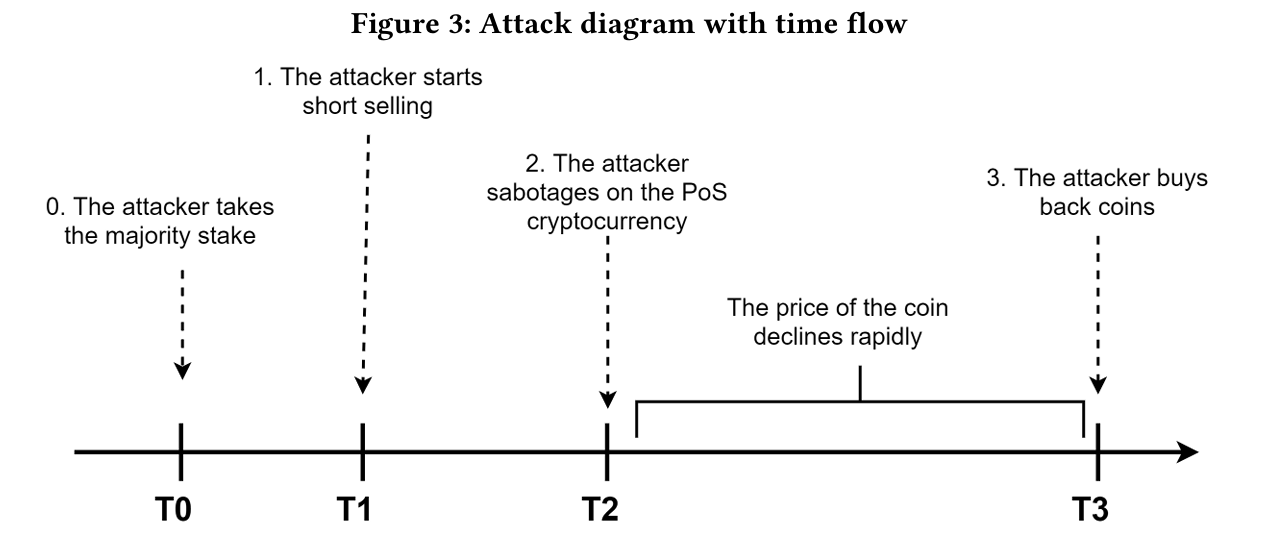 Figure 3: Attack diagram with time flow
1. The attacker starts
short selling
2. The attacker
sabotages on the PoS
cryptocurrency
3. The attacker buys
back coins
0. The attacker takes
the majority stake
The price of the coin
declines rapidly
T0
T1
T2
T3